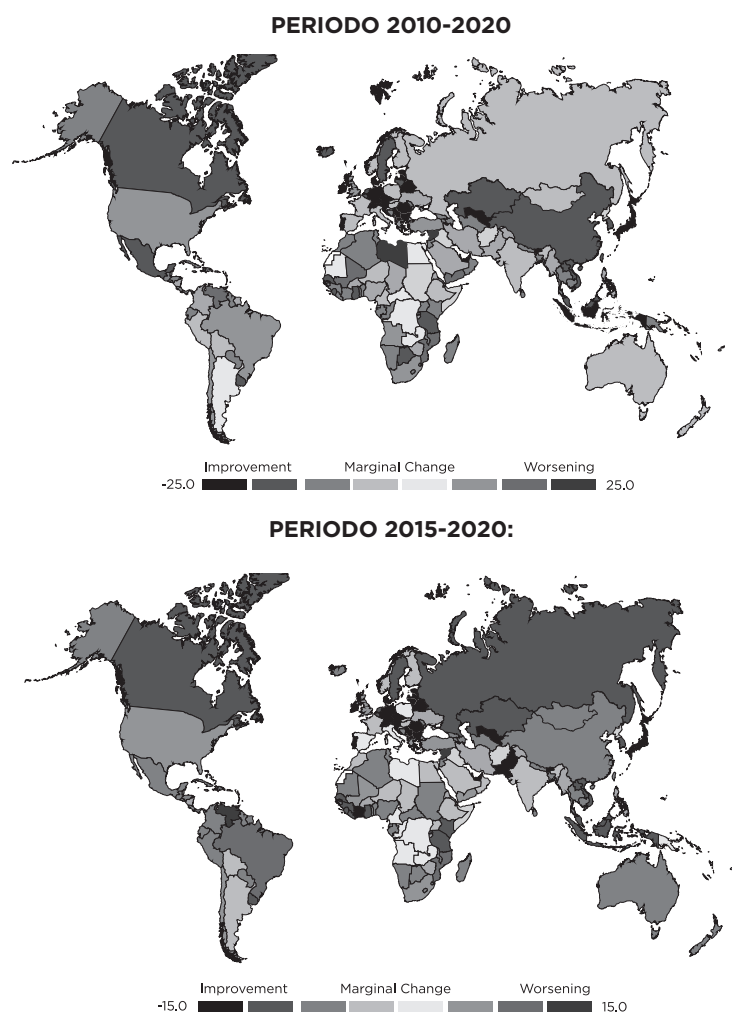 PERIODO 2010-2020
Improvement Marginal Change Worsening
-25.0 25.0
PERIODO 2015-2020:
Improvement Marginal Change Worsening
-15.0 15.0